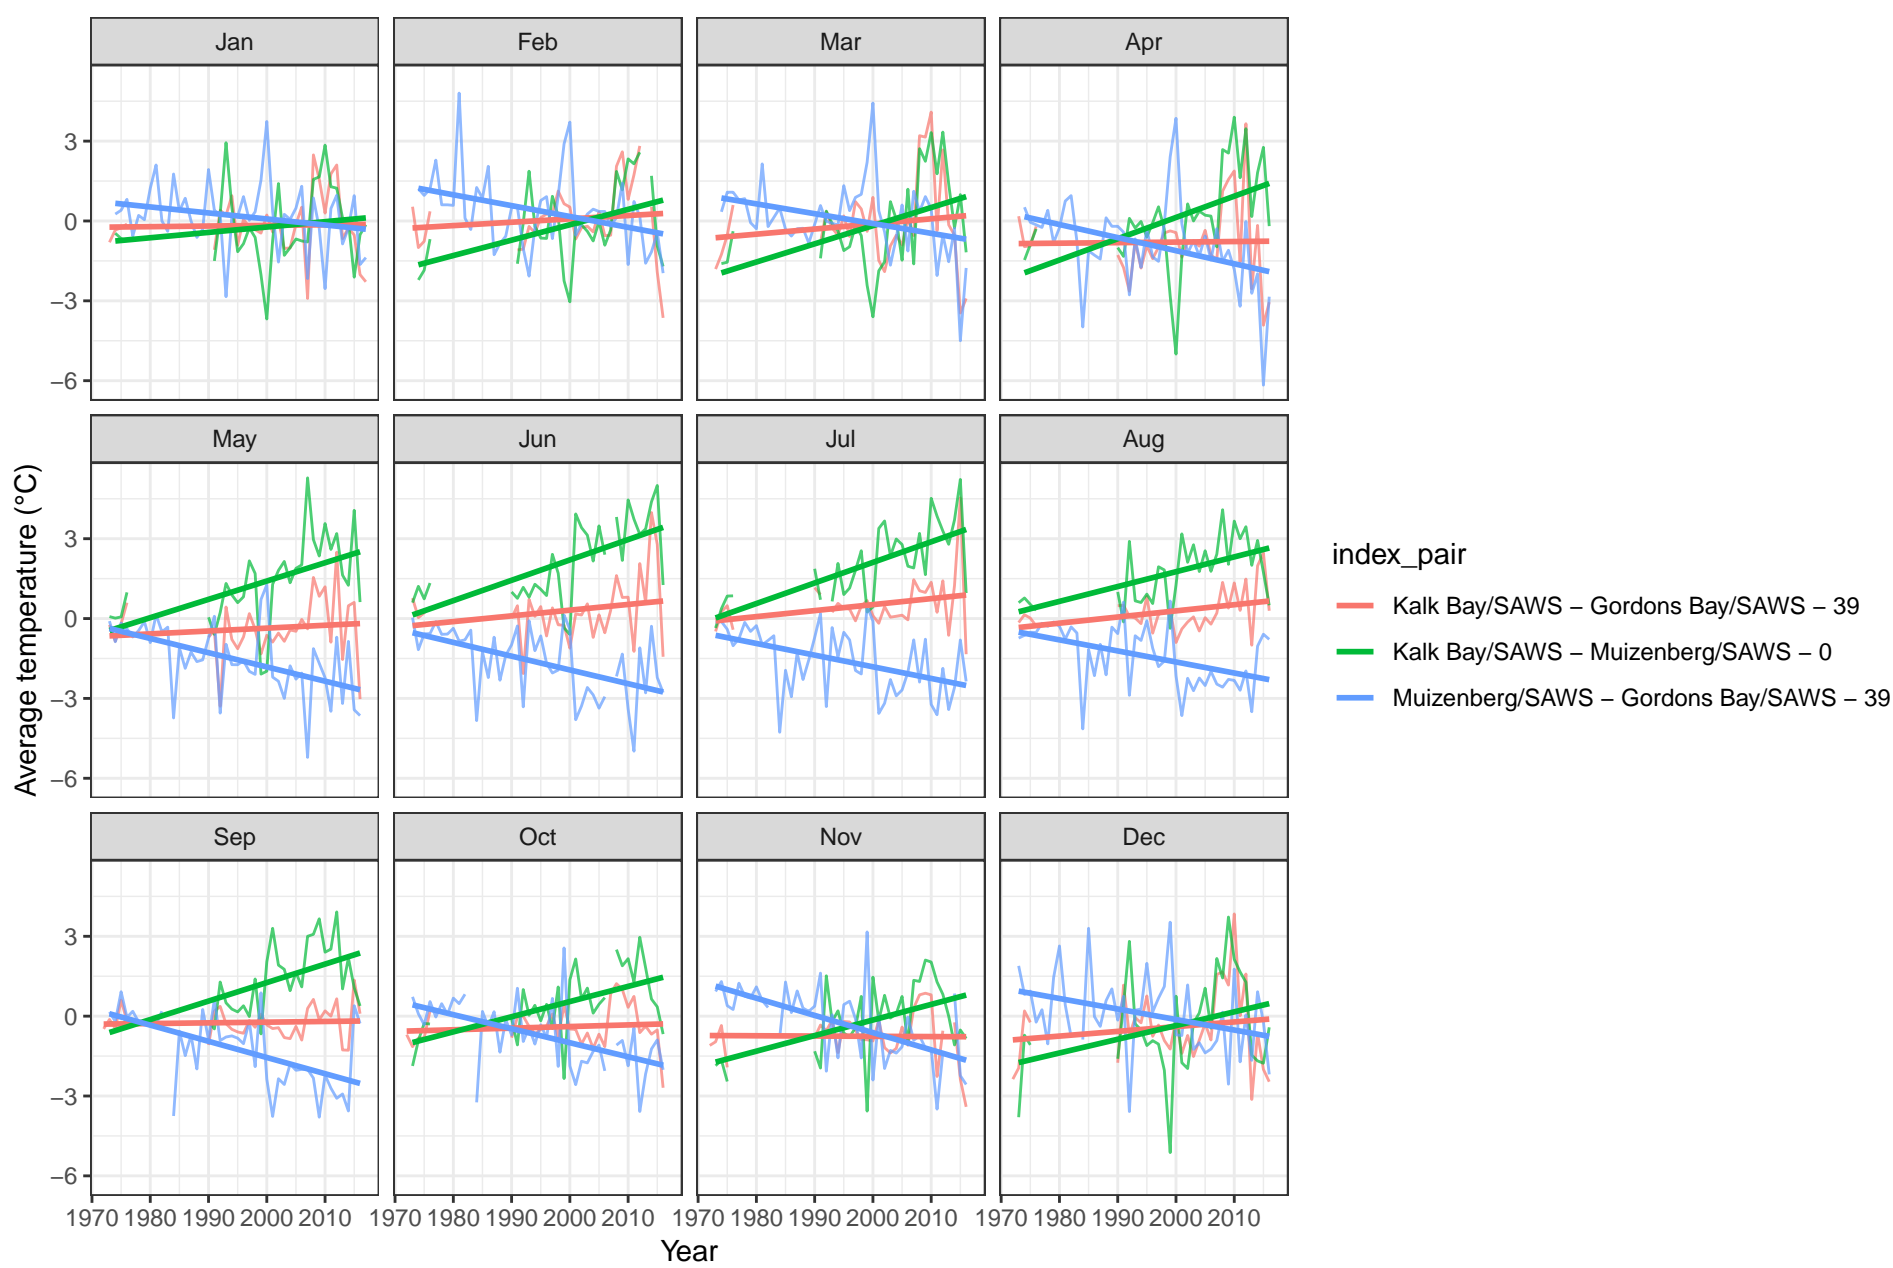 Jan Feb Mar Apr
3
0
−3
−6
May Jun Jul Aug
3
0
−3
−6
Sep Oct Nov Dec
3
0
−3
−6
1970 1980 1990 2000 2010 1970 1980 1990 2000 2010 1970 1980 1990 2000 2010 1970 1980 1990 2000 2010
Year
Average temperature (°C)
index_pair
Kalk Bay/SAWS − Gordons Bay/SAWS − 39
Kalk Bay/SAWS − Muizenberg/SAWS − 0
Muizenberg/SAWS − Gordons Bay/SAWS − 39